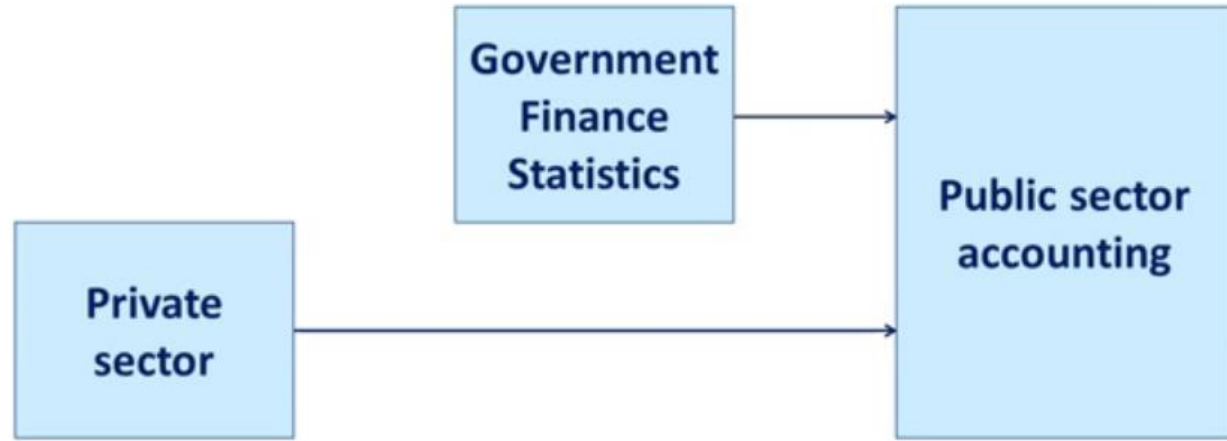 Government
Finance
Statistics
Private
sector
Public sector
accounting